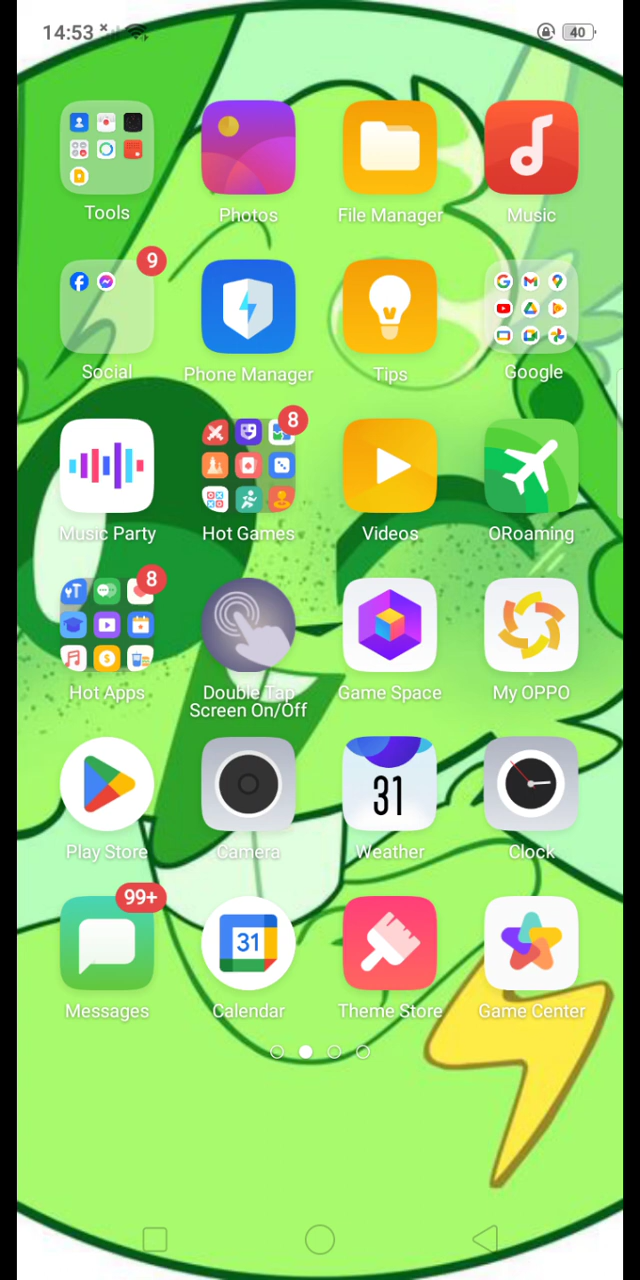 14:53
40
Tools
Photos
File Manager
Music
9
Social
Phone Manager
Tips
Google
8
Music Party
Hot Games
Videos
ORoaming
8
Hot Apps
Double Tap
Screen On/Off
Game Space
My OPPO
31
Play Store
Camera
Weather
Clock
99+
31
Messages
Calendar
Theme Store
Game Center